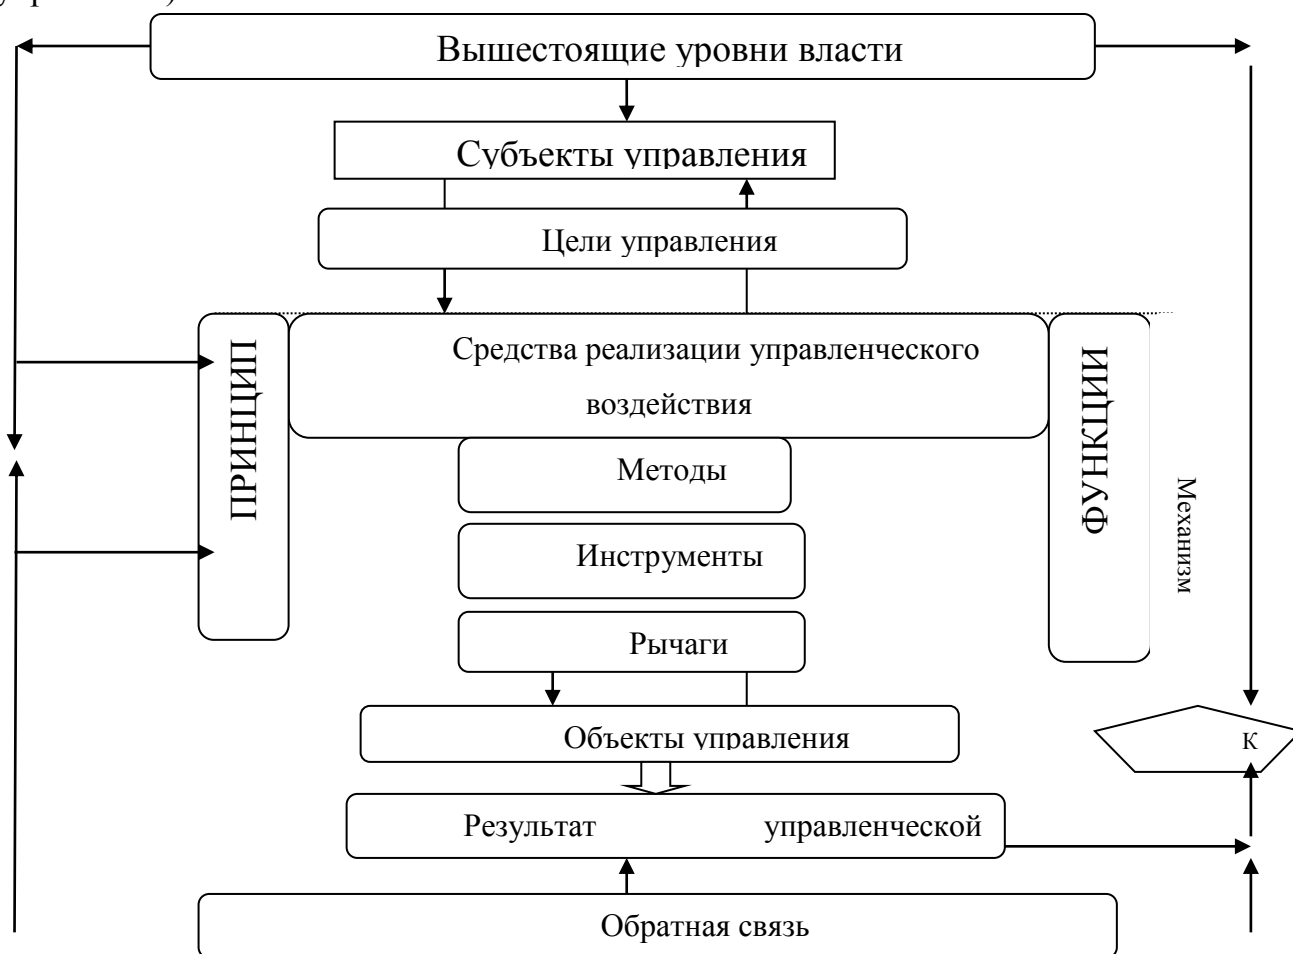 Вышестоящие уровни власти
Субъекты управления
Цели управления
Средства реализации управленческого
воздействия
ПРИНЦИП
ФУНКЦИИ
Методы
Механизм
Инструменты
Рычаги
Объекты управления
К
Результат управленческой
Обратная связь